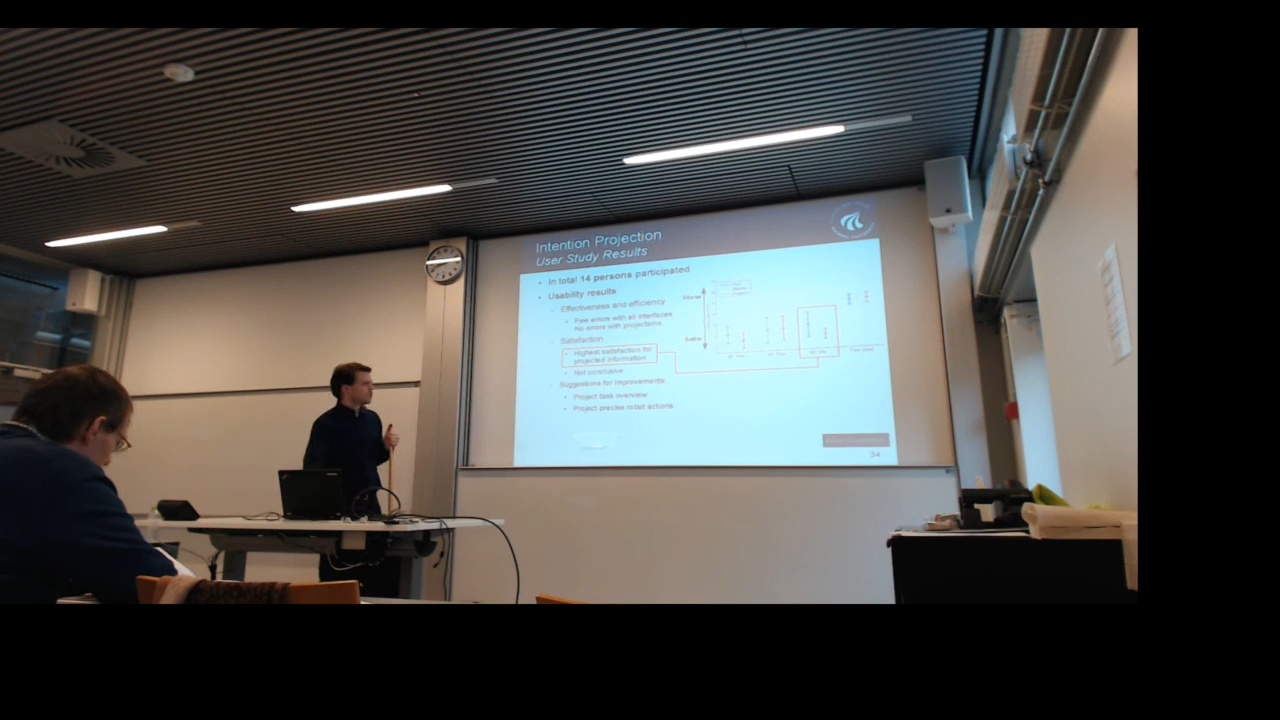 Intention Projection
User Study Results
• In total 14 persons participated
• Usability results
– Effectiveness and efficiency
• Few errors with all interfaces
No errors with projections
– Satisfaction
• Highest satisfaction for
projected information
• Not conclusive
– Suggestions for improvements
• Project task overview
• Project precise robot actions
Worse
Better
34